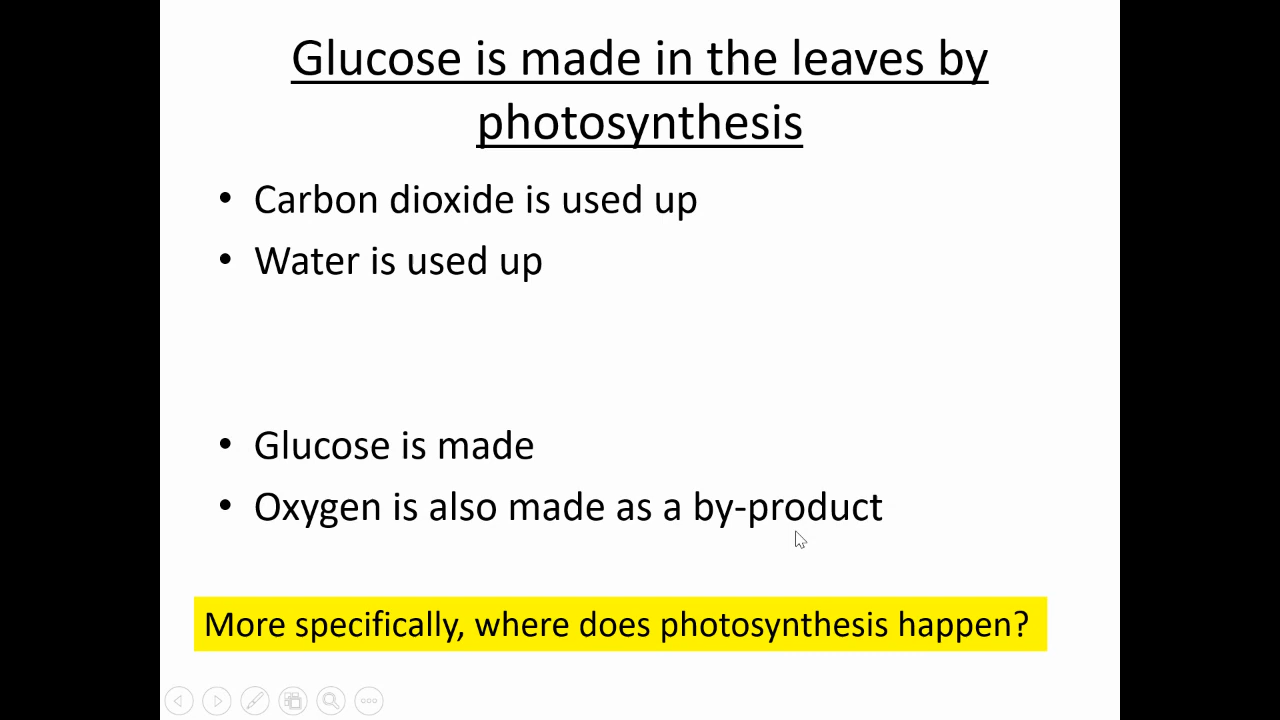 Glucose is made in the leaves by
photosynthesis
• Carbon dioxide is used up
• Water is used up
• Glucose is made
• Oxygen is also made as a by-product
More specifically, where does photosynthesis happen?